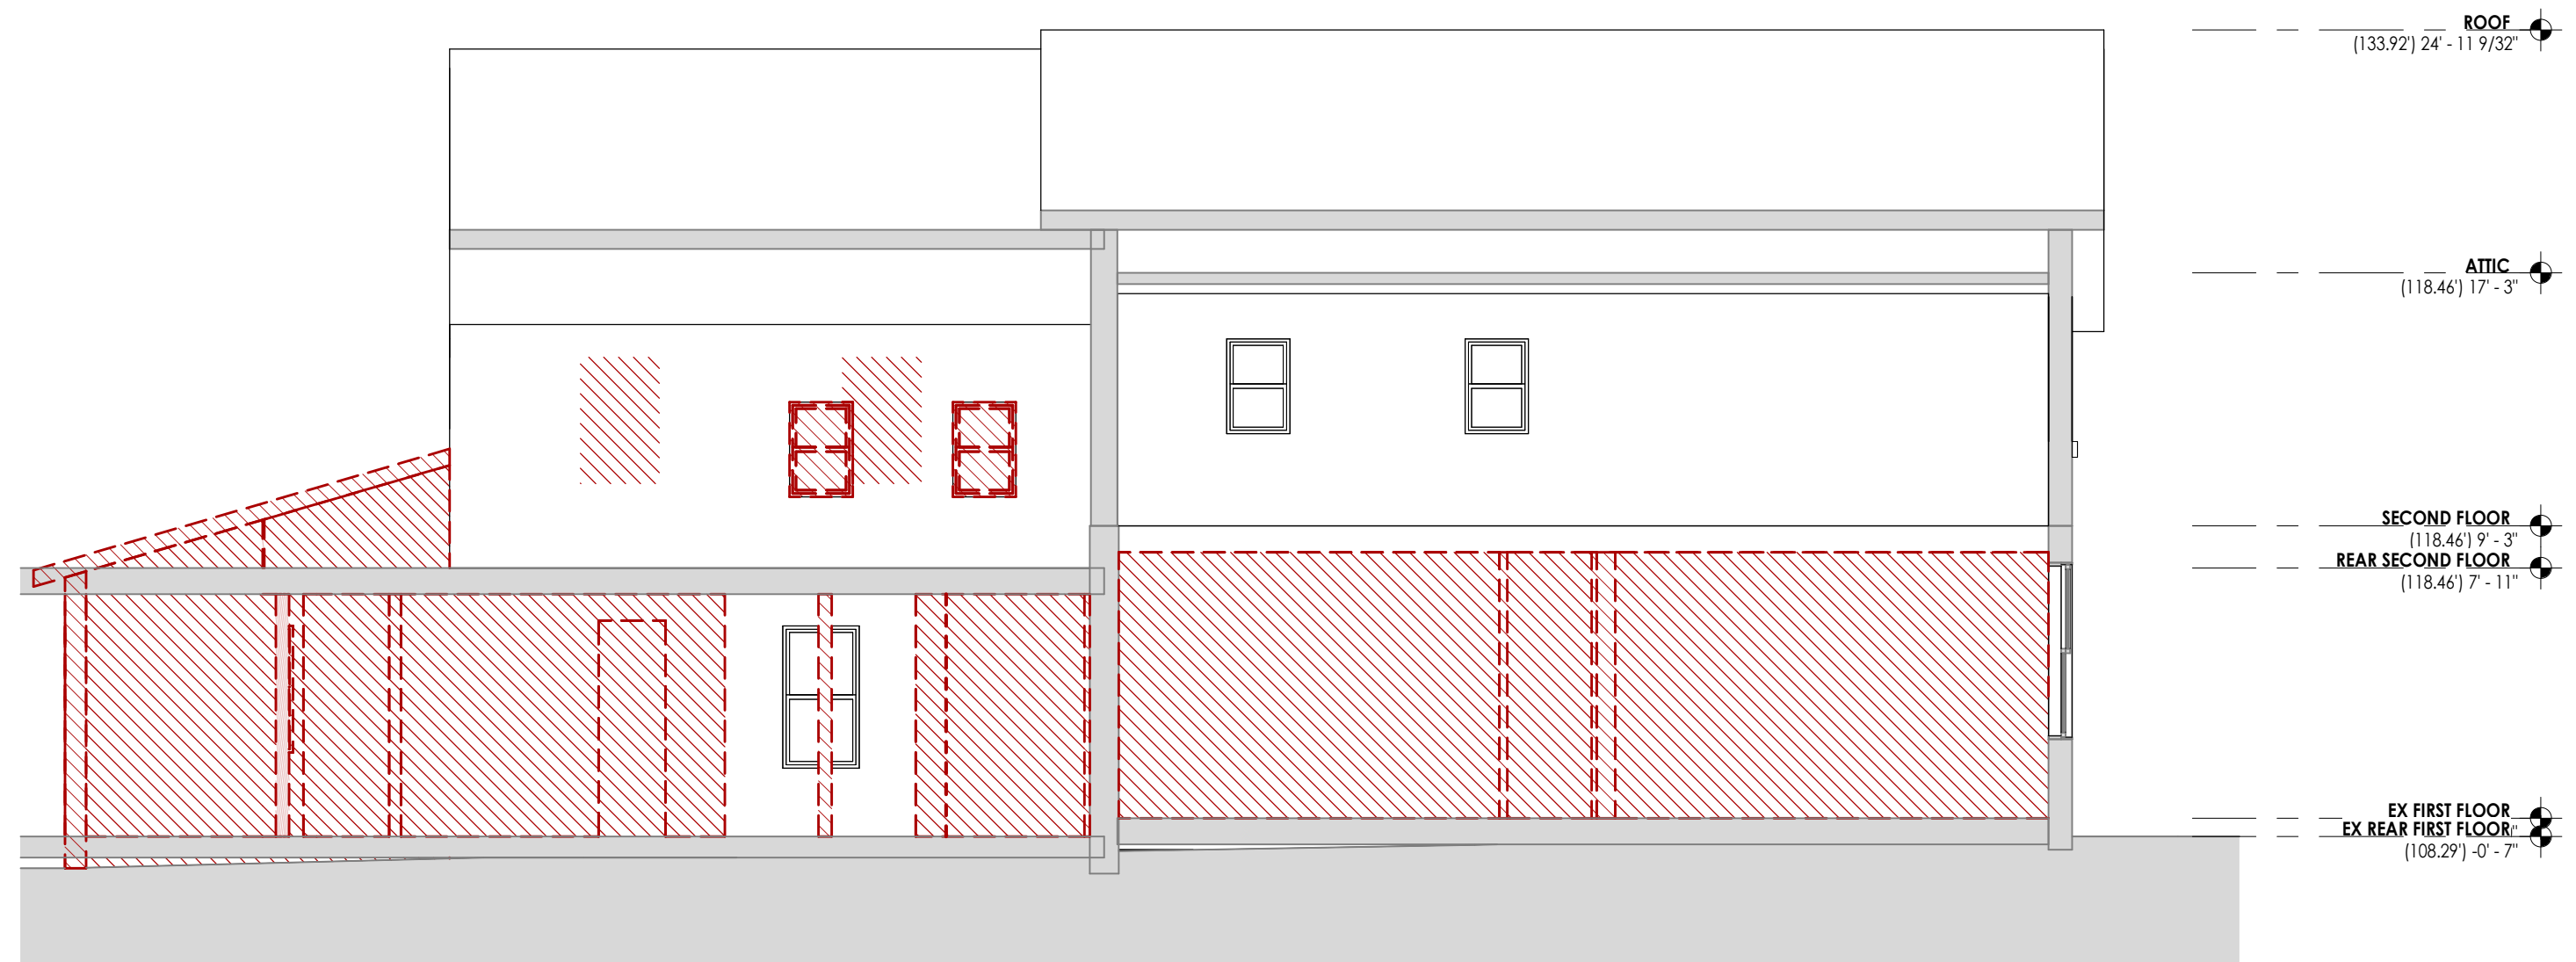 ROOF
(133.92') 24' - 11 9/32"
ATTIC
(118.46') 17' - 3"
SECOND FLOOR
(118.46') 9' - 3"
REAR SECOND FLOOR
(118.46') 7' - 11"
EX FIRST FLOOR
EX REAR FIRST FLOOR
(108.29') -0' - 7"